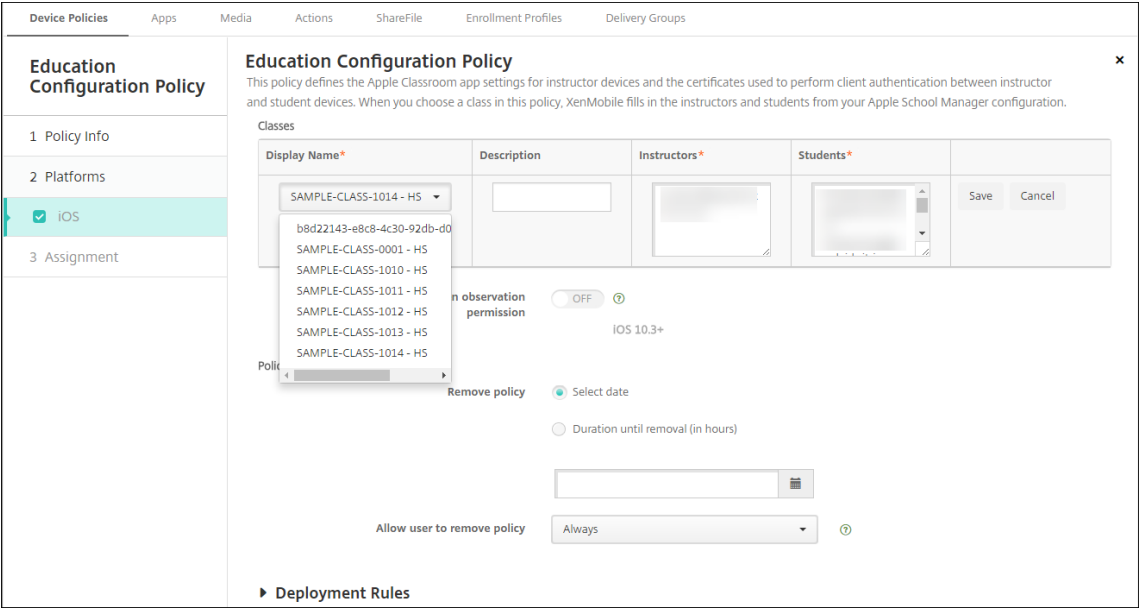 Device Policies Apps Media Actions ShareFile Enrollment Profiles Delivery Groups
Education
Configuration Policy
1 Policy Info
2 Platforms
iOS
3 Assignment
Education Configuration Policy
This policy defines the Apple Classroom app settings for instructor devices and the certificates used to perform client authentication between instructor
and student devices. When you choose a class in this policy, XenMobile fills in the instructors and students from your Apple School Manager configuration.
Classes
Display Name* Description Instructors* Students*
SAMPLE-CLASS-1014 - HS Save Cancel
b8d22143-e8c8-4c30-92db-d0
SAMPLE-CLASS-0001 - HS
SAMPLE-CLASS-1010 - HS
SAMPLE-CLASS-1011 - HS
SAMPLE-CLASS-1012 - HS
SAMPLE-CLASS-1013 - HS
SAMPLE-CLASS-1014 - HS
n observation
permission
OFF
iOS 10.3+
Polic
Remove policy Select date
Duration until removal (in hours)
Allow user to remove policy Always
Deployment Rules